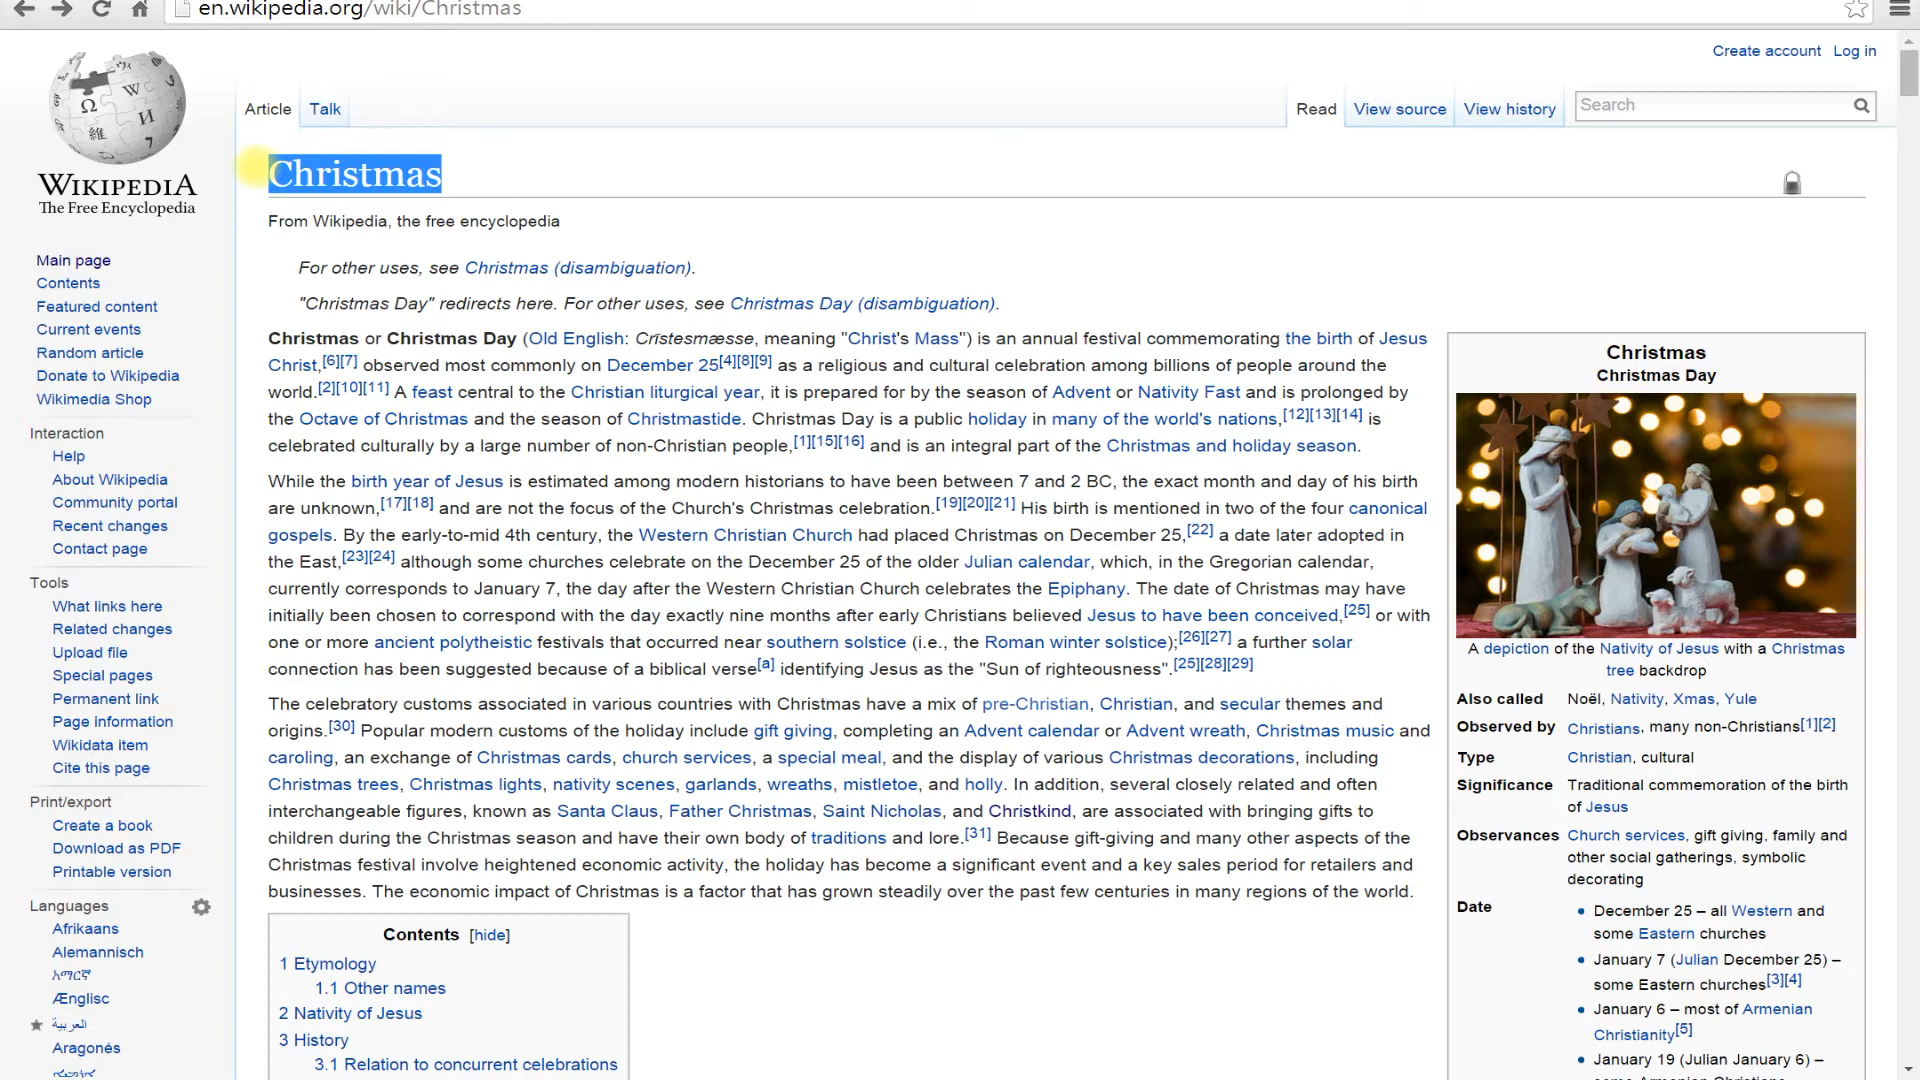 en.wikipedia.org/wiki/Christmas
Create account Log in
Article Talk Read View source View history Search
WIKIPEDIA
The Free Encyclopedia
Main page
Contents
Featured content
Current events
Random article
Donate to Wikipedia
Wikimedia Shop
Interaction
Help
About Wikipedia
Community portal
Recent changes
Contact page
Tools
What links here
Related changes
Upload file
Special pages
Permanent link
Page information
Wikidata item
Cite this page
Print/export
Create a book
Download as PDF
Printable version
Languages
Afrikaans
Alemannisch
አማርኛ
Ænglisc
العربية
Aragonés
Christmas
From Wikipedia, the free encyclopedia
For other uses, see Christmas (disambiguation).
"Christmas Day" redirects here. For other uses, see Christmas Day (disambiguation).
Christmas or Christmas Day (Old English: Crīstesmæsse, meaning "Christ's Mass") is an annual festival commemorating the birth of Jesus
Christ,[6][7] observed most commonly on December 25[4][8][9] as a religious and cultural celebration among billions of people around the
world.[2][10][11] A feast central to the Christian liturgical year, it is prepared for by the season of Advent or Nativity Fast and is prolonged by
the Octave of Christmas and the season of Christmastide. Christmas Day is a public holiday in many of the world's nations,[12][13][14] is
celebrated culturally by a large number of non-Christian people,[1][15][16] and is an integral part of the Christmas and holiday season.
While the birth year of Jesus is estimated among modern historians to have been between 7 and 2 BC, the exact month and day of his birth
are unknown,[17][18] and are not the focus of the Church's Christmas celebration.[19][20][21] His birth is mentioned in two of the four canonical
gospels. By the early-to-mid 4th century, the Western Christian Church had placed Christmas on December 25,[22] a date later adopted in
the East,[23][24] although some churches celebrate on the December 25 of the older Julian calendar, which, in the Gregorian calendar,
currently corresponds to January 7, the day after the Western Christian Church celebrates the Epiphany. The date of Christmas may have
initially been chosen to correspond with the day exactly nine months after early Christians believed Jesus to have been conceived,[25] or with
one or more ancient polytheistic festivals that occurred near southern solstice (i.e., the Roman winter solstice);[26][27] a further solar
connection has been suggested because of a biblical verse[a] identifying Jesus as the "Sun of righteousness".[25][28][29]
The celebratory customs associated in various countries with Christmas have a mix of pre-Christian, Christian, and secular themes and
origins.[30] Popular modern customs of the holiday include gift giving, completing an Advent calendar or Advent wreath, Christmas music and
caroling, an exchange of Christmas cards, church services, a special meal, and the display of various Christmas decorations, including
Christmas trees, Christmas lights, nativity scenes, garlands, wreaths, mistletoe, and holly. In addition, several closely related and often
interchangeable figures, known as Santa Claus, Father Christmas, Saint Nicholas, and Christkind, are associated with bringing gifts to
children during the Christmas season and have their own body of traditions and lore.[31] Because gift-giving and many other aspects of the
Christmas festival involve heightened economic activity, the holiday has become a significant event and a key sales period for retailers and
businesses. The economic impact of Christmas is a factor that has grown steadily over the past few centuries in many regions of the world.
Contents [hide]
1 Etymology
1.1 Other names
2 Nativity of Jesus
3 History
3.1 Relation to concurrent celebrations
Christmas
Christmas Day
A depiction of the Nativity of Jesus with a Christmas
tree backdrop
Also called Noël, Nativity, Xmas, Yule
Observed by Christians, many non-Christians[1][2]
Type Christian, cultural
Significance Traditional commemoration of the birth
of Jesus
Observances Church services, gift giving, family and
other social gatherings, symbolic
decorating
Date
• December 25 – all Western and
some Eastern churches
• January 7 (Julian December 25) –
some Eastern churches[3][4]
• January 6 – most of Armenian
Christianity[5]
• January 19 (Julian January 6) –